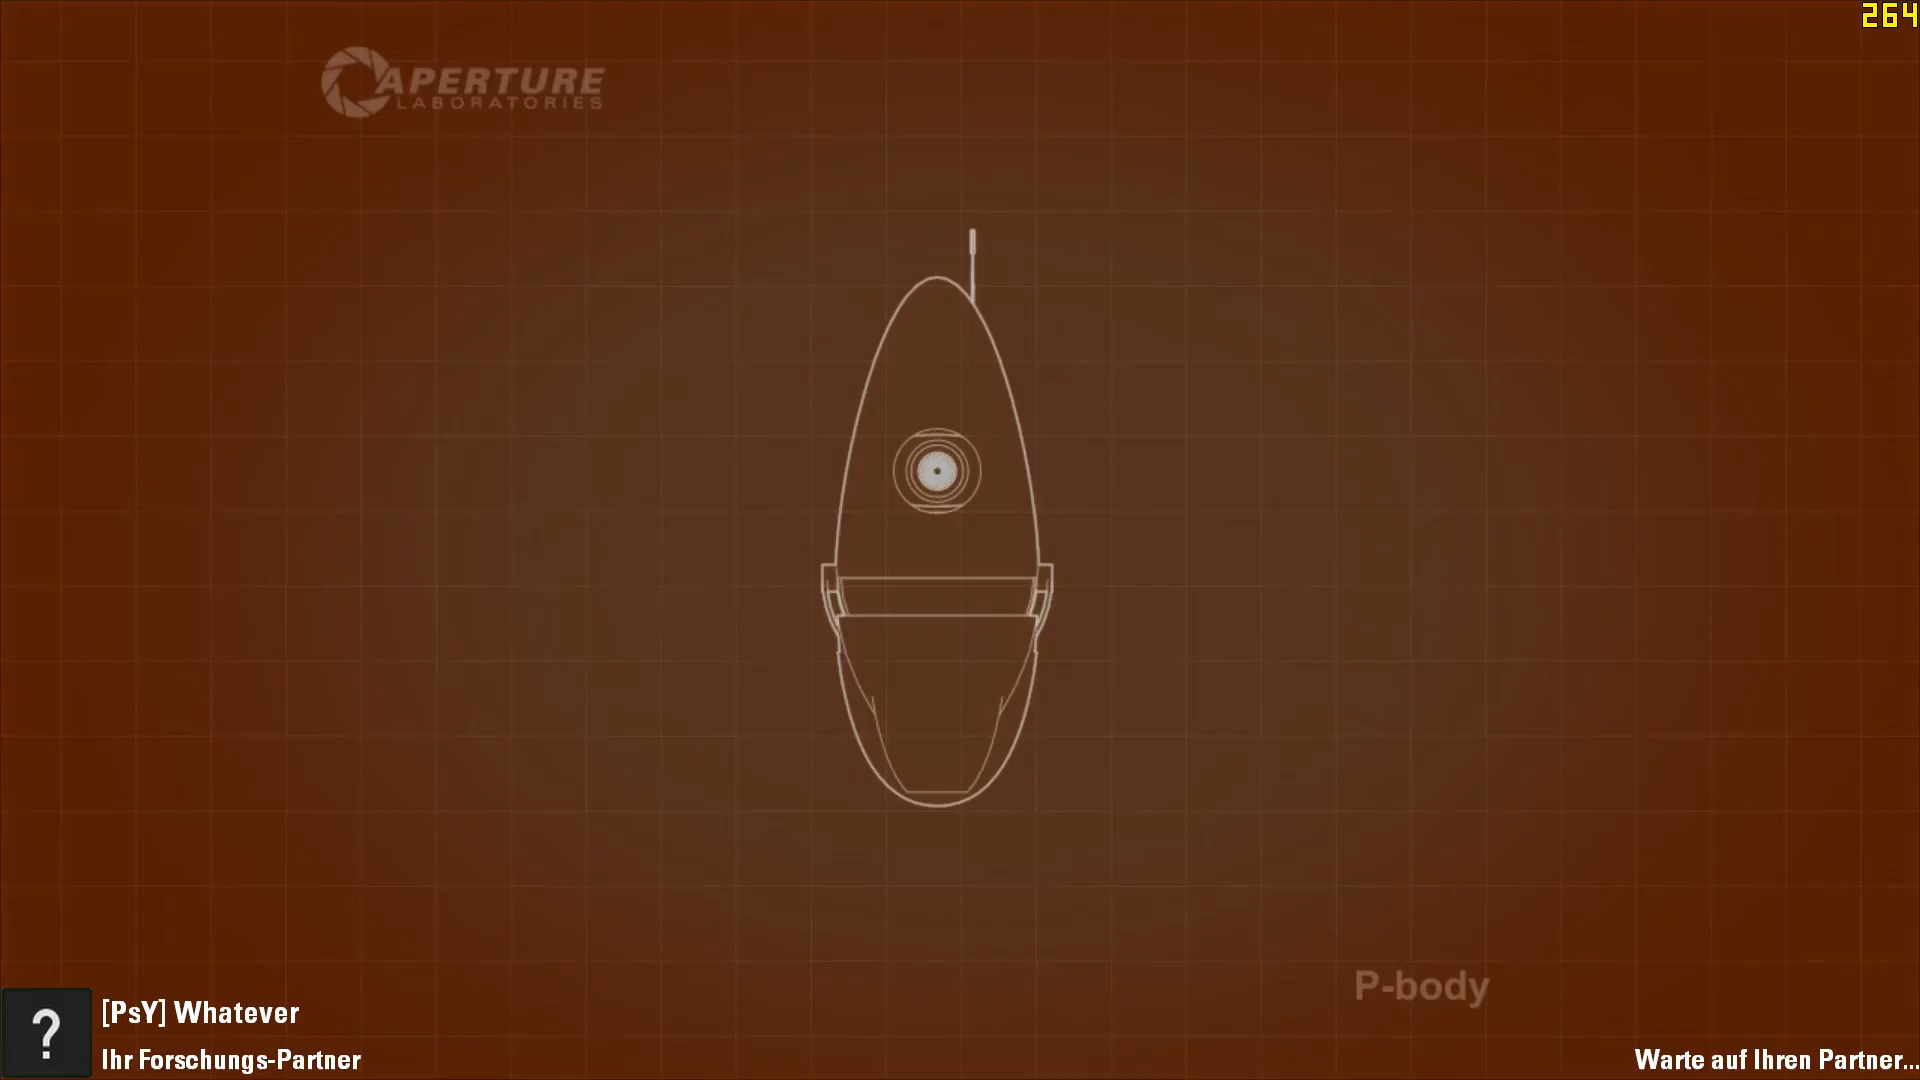 264
APERTURE
LABORATORIES
P-body
?
[PsY] Whatever
Ihr Forschungs-Partner
Warte auf Ihren Partner...